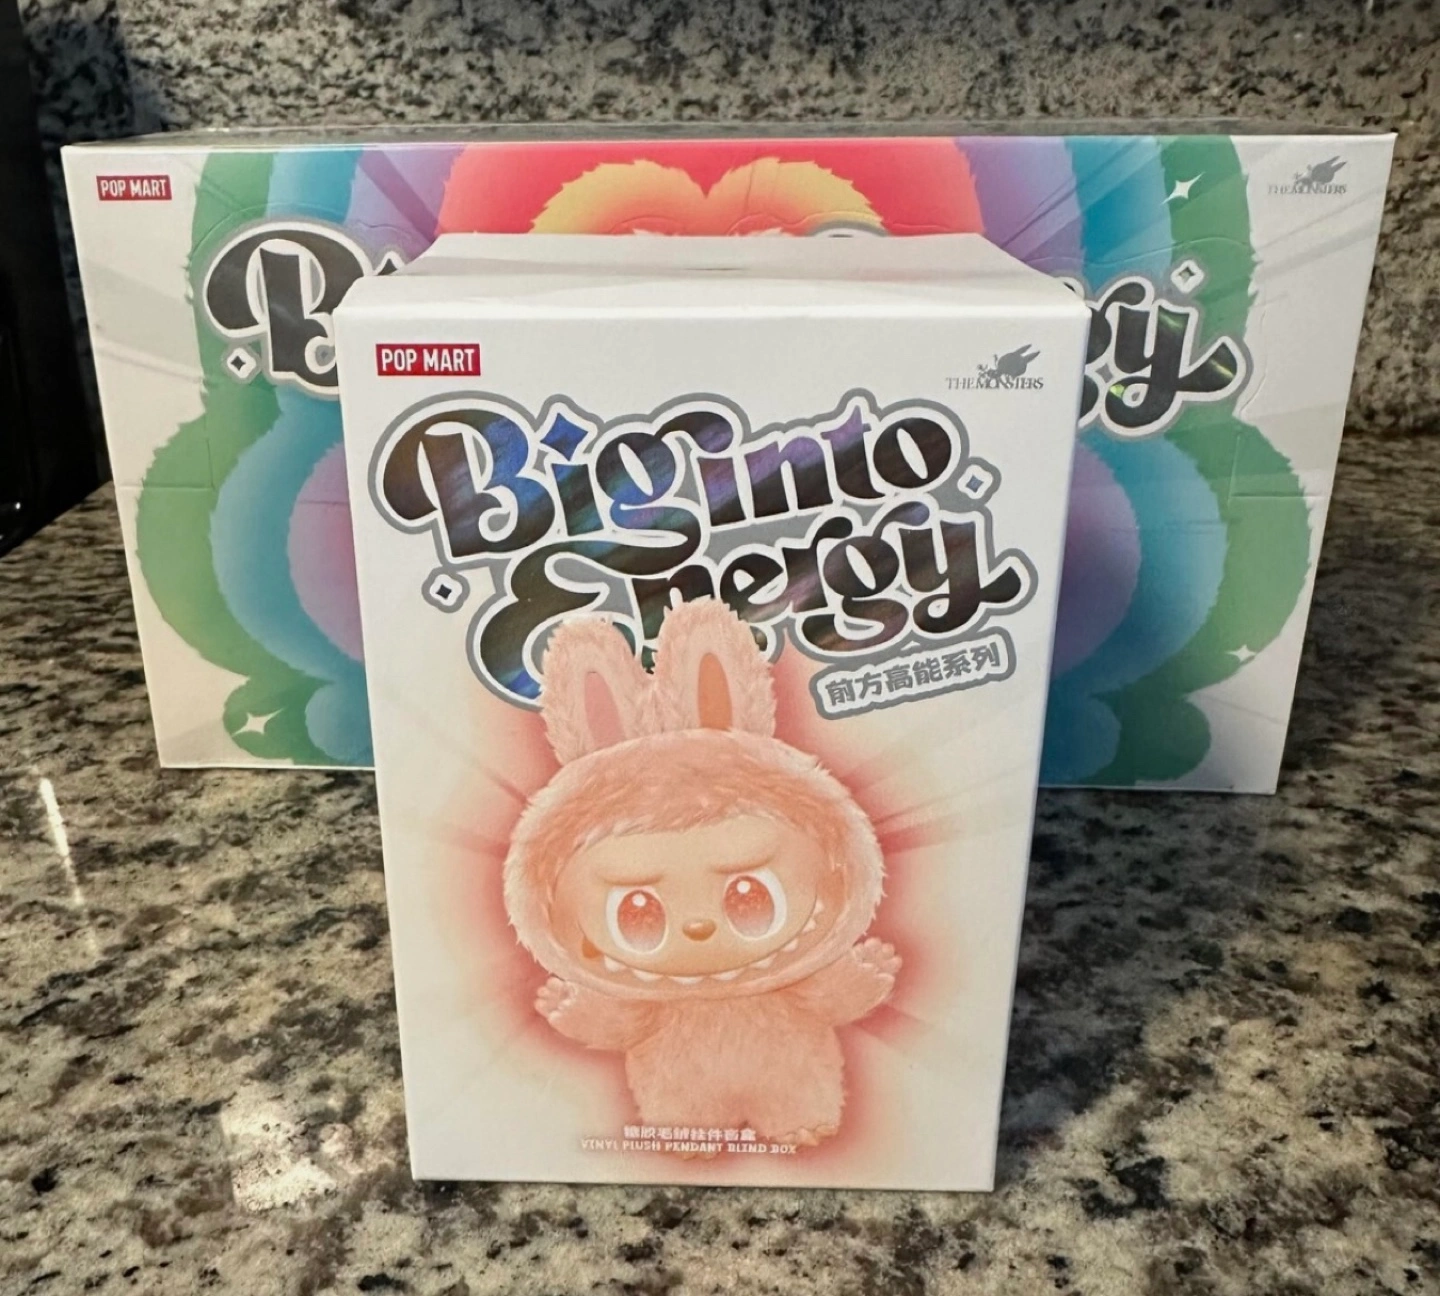 POP MART
THE MONSTERS
B
gy
POP MART
THE MONSTERS
Big into
Energy
前方高能系列
搪胶毛绒挂件盲盒
VINYL PLUSH PENDANT BLIND BOX